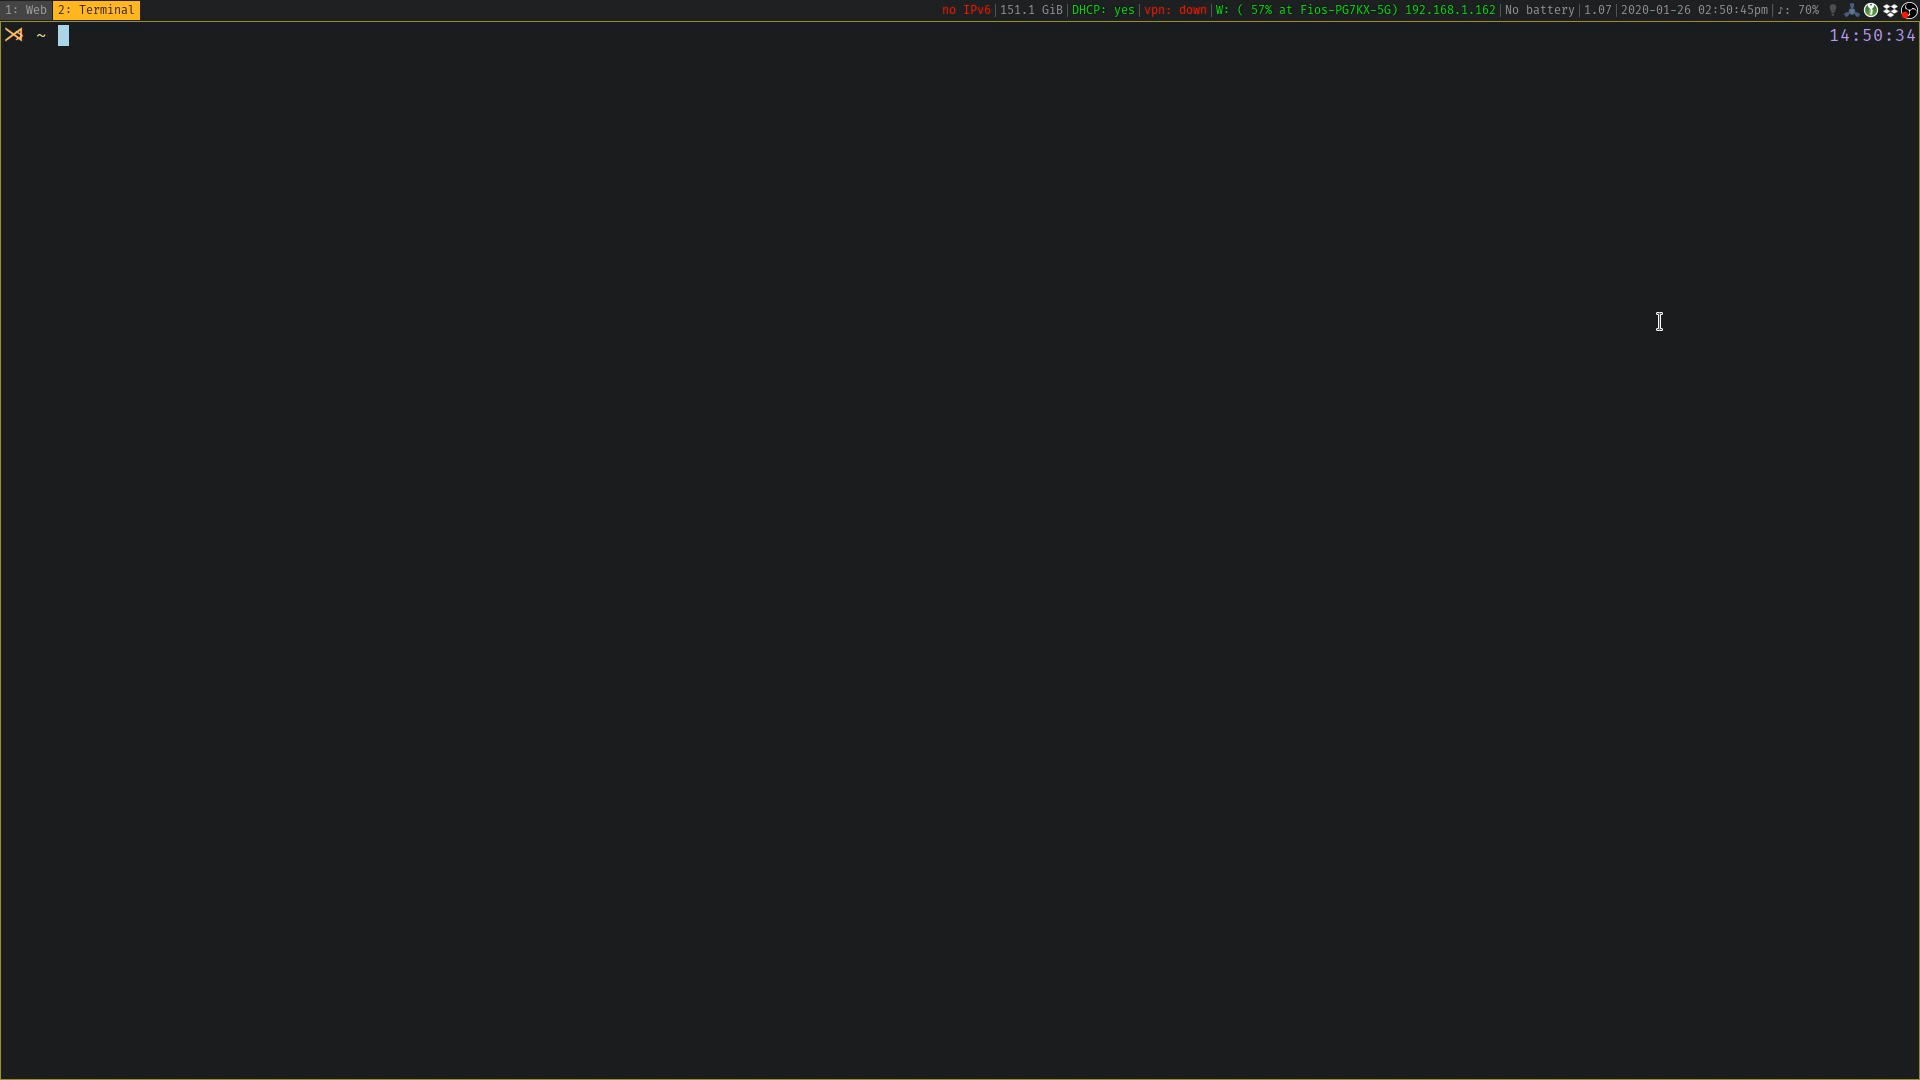 1: Web 2: Terminal no IPv6|151.1 GiB|DHCP: yes|vpn: down|W: ( 57% at Fios-PG7KX-5G) 192.168.1.162|No battery|1.07|2020-01-26 02:50:45pm|♪: 70%
~ 14:50:34